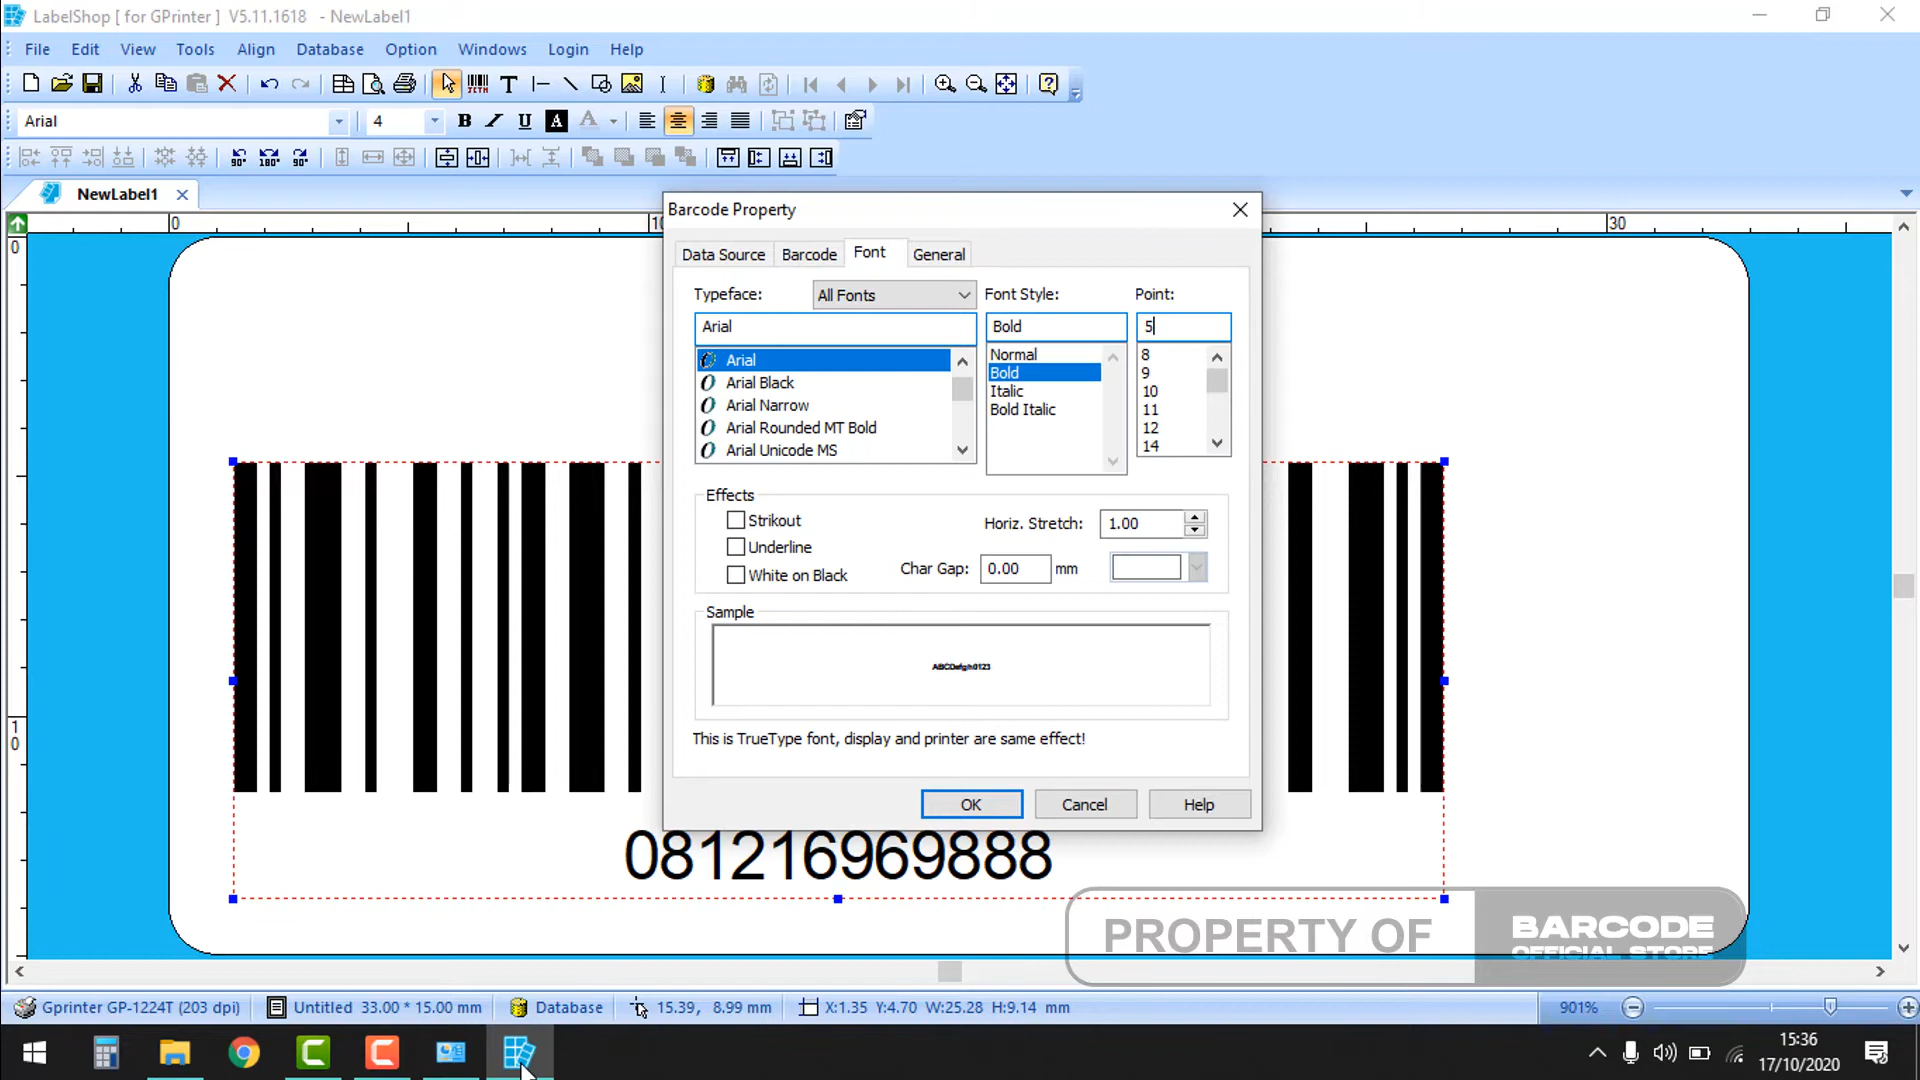 LabelShop [ for GPrinter ] V5.11.1618 - NewLabel1
File Edit View Tools Align Database Option Windows Login Help
Arial 4
NewLabel1
Barcode Property
0 30
Data Source Barcode Font General
Typeface: All Fonts Font Style: Point:
Arial Bold 5
Arial Normal 8
Arial Black Bold 9
Arial Narrow Italic 10
Arial Rounded MT Bold Bold Italic 11
Arial Unicode MS 12
14
Effects
Strikout Horiz. Stretch: 1.00
Underline
White on Black Char Gap: 0.00 mm
Sample
ABCDefgh0123
This is TrueType font, display and printer are same effect!
OK Cancel Help
081216969888
PROPERTY OF BARCODE
OFFICIAL STORE
Gprinter GP-1224T (203 dpi) Untitled 33.00 * 15.00 mm Database 15.39, 8.99 mm X:1.35 Y:4.70 W:25.28 H:9.14 mm 901%
15:36
17/10/2020